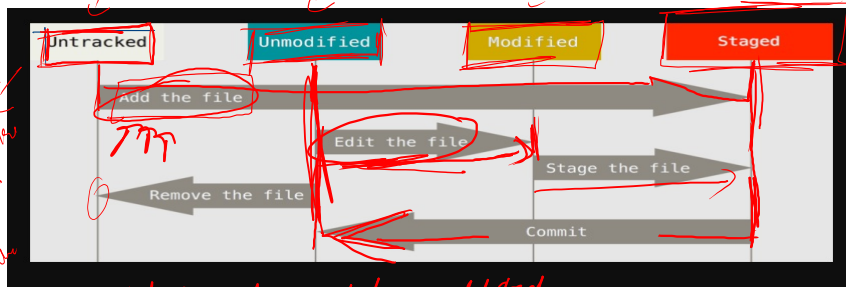 Untracked Unmodified Modified Staged
Add the file
Edit the file
Stage the file
Remove the file
Commit